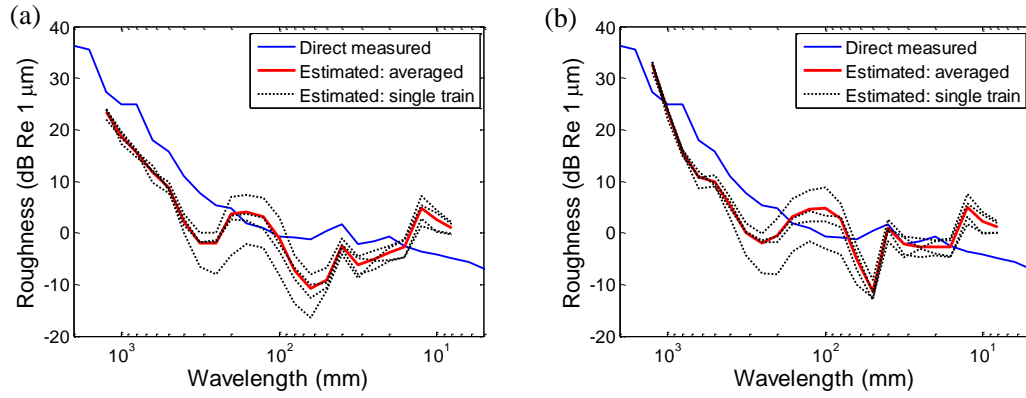 (a)
40
30
20
10
0
-10
-20
Roughness (dB Re 1 μm)
Direct measured
Estimated: averaged
Estimated: single train
10³
10²
10¹
Wavelength (mm)
(b)
40
30
20
10
0
-10
-20
Roughness (dB Re 1 μm)
Direct measured
Estimated: averaged
Estimated: single train
10³
10²
10¹
Wavelength (mm)